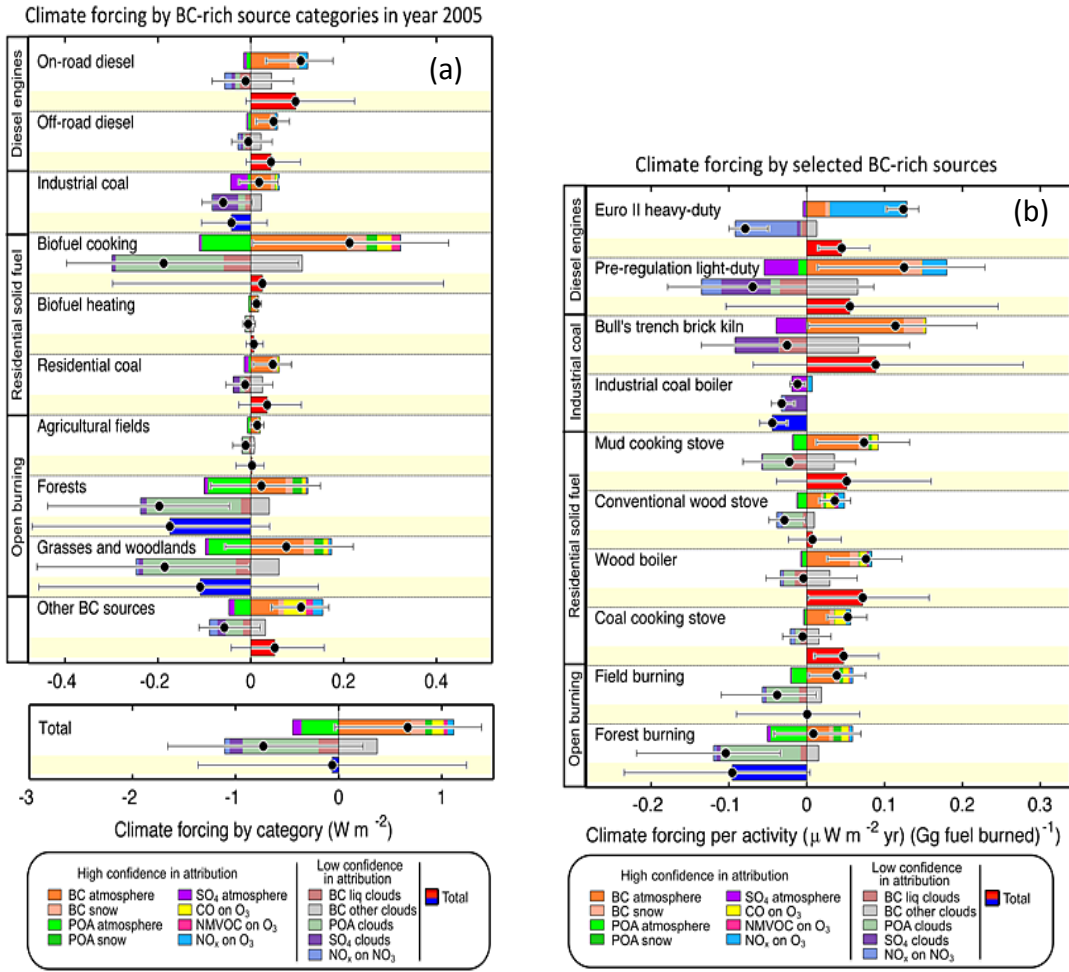 Climate forcing by BC-rich source categories in year 2005
(a)
Diesel engines
On-road diesel
Off-road diesel
Industrial coal
Residential solid fuel
Biofuel cooking
Biofuel heating
Residential coal
Open burning
Agricultural fields
Forests
Grasses and woodlands
Other BC sources
-0.4 -0.2 0 0.2 0.4
Total
-3 -2 -1 0 1
Climate forcing by category (W m⁻²)
High confidence in attribution
BC atmosphere
BC snow
POA atmosphere
POA snow
SO₄ atmosphere
CO on O₃
NMVOC on O₃
NOₓ on O₃
Low confidence
in attribution
BC liq clouds
BC other clouds
POA clouds
SO₄ clouds
NOₓ on NO₃
Total
Climate forcing by selected BC-rich sources
(b)
Diesel engines
Euro II heavy-duty
Pre-regulation light-duty
Industrial coal
Bull's trench brick kiln
Industrial coal boiler
Residential solid fuel
Mud cooking stove
Conventional wood stove
Wood boiler
Coal cooking stove
Open burning
Field burning
Forest burning
-0.2 -0.1 0 0.1 0.2 0.3
Climate forcing per activity (μ W m⁻² yr) (Gg fuel burned)⁻¹
High confidence in attribution
BC atmosphere
BC snow
POA atmosphere
POA snow
SO₄ atmosphere
CO on O₃
NMVOC on O₃
NOₓ on O₃
Low confidence
in attribution
BC liq clouds
BC other clouds
POA clouds
SO₄ clouds
NOₓ on NO₃
Total